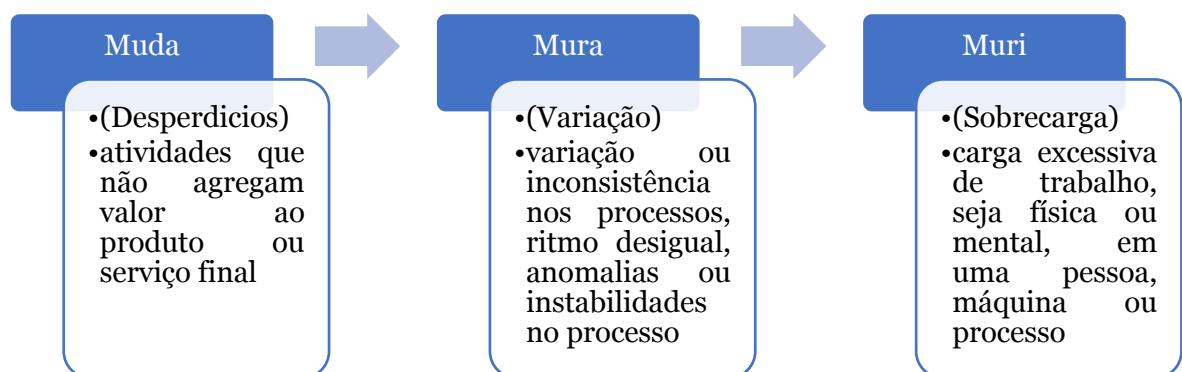 Muda
•(Desperdicios)
•atividades que
não agregam
valor ao
produto ou
serviço final
Mura
•(Variação)
•variação ou
inconsistência
nos processos,
ritmo desigual,
anomalias ou
instabilidades
no processo
Muri
•(Sobrecarga)
•carga excessiva
de trabalho,
seja física ou
mental, em
uma pessoa,
máquina ou
processo